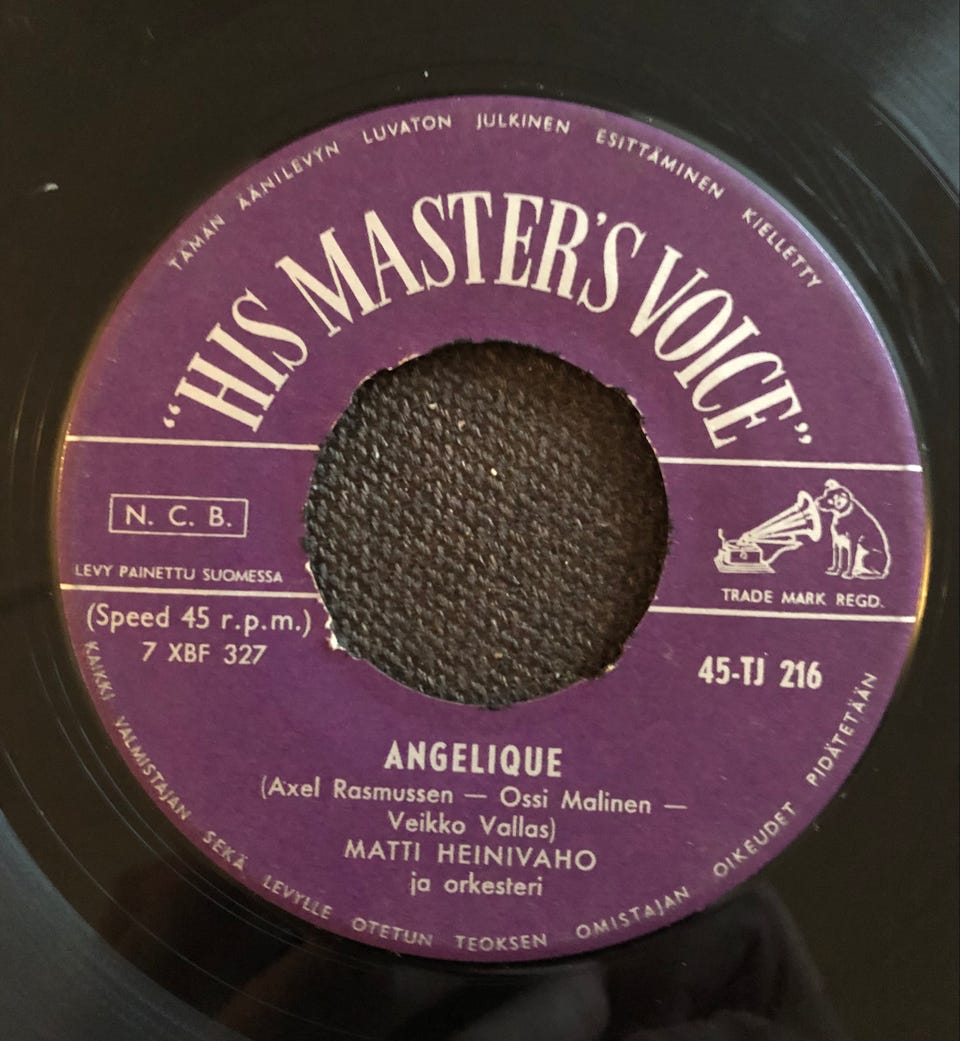 TÄMÄN ÄÄNILEVYN LUVATON JULKINEN ESITTÄMINEN KIELLETTY
"HIS MASTER'S VOICE"
N. C. B.
LEVY PAINETTU SUOMESSA
TRADE MARK REGD.
(Speed 45 r.p.m.)
7 XBF 327
45-TJ 216
ANGELIQUE
(Axel Rasmussen — Ossi Malinen —
Veikko Vallas)
MATTI HEINIVAHO
ja orkesteri
KAIKKI VALMISTAJAN SEKÄ LEVYLLE OTETUN TEOKSEN OMISTAJAN OIKEUDET PIDÄTETÄÄN